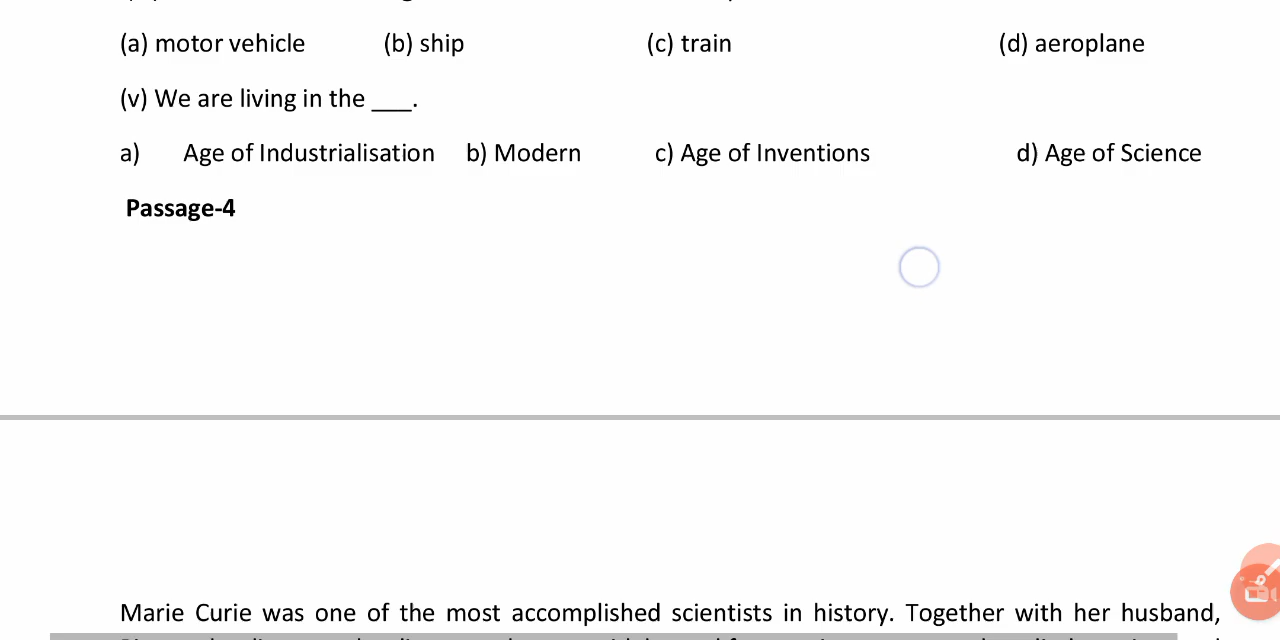 (a) motor vehicle (b) ship (c) train (d) aeroplane
(v) We are living in the ___.
a) Age of Industrialisation b) Modern c) Age of Inventions d) Age of Science
Passage-4
Marie Curie was one of the most accomplished scientists in history. Together with her husband,